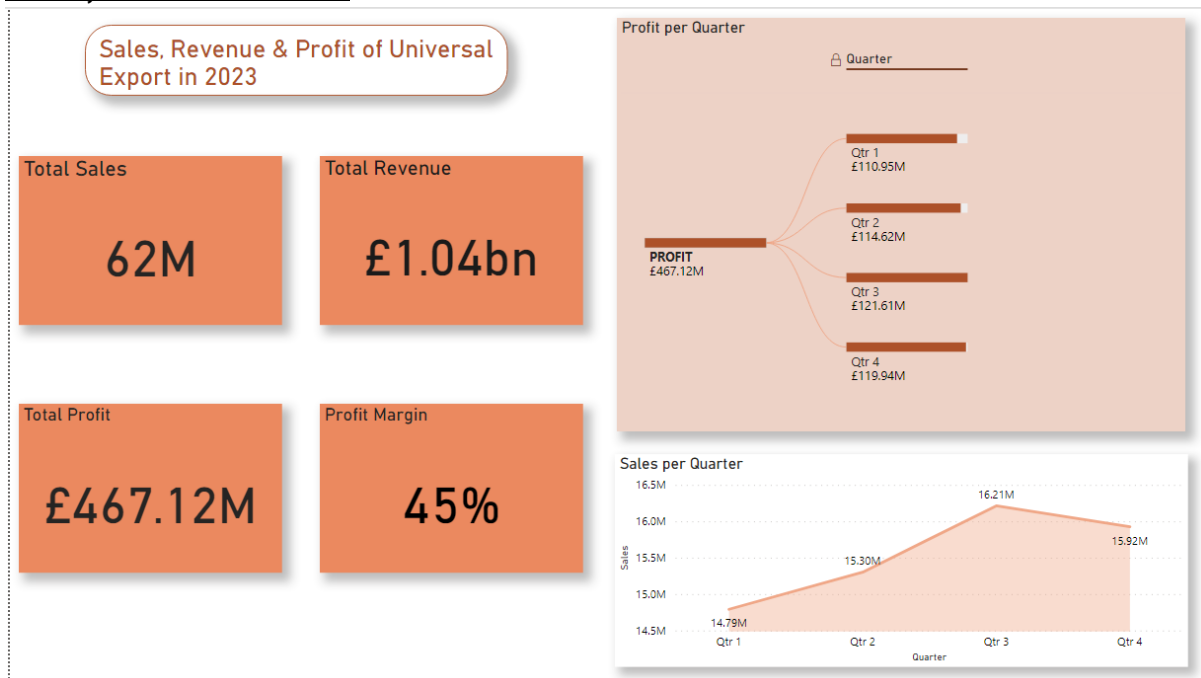 Sales, Revenue & Profit of Universal
Export in 2023
Total Sales
62M
Total Revenue
£1.04bn
Total Profit
£467.12M
Profit Margin
45%
Profit per Quarter
Quarter
PROFIT
£467.12M
Qtr 1
£110.95M
Qtr 2
£114.62M
Qtr 3
£121.61M
Qtr 4
£119.94M
Sales per Quarter
Sales
16.5M
16.0M
15.5M
15.0M
14.5M
14.79M
15.30M
16.21M
15.92M
Qtr 1
Qtr 2
Qtr 3
Qtr 4
Quarter